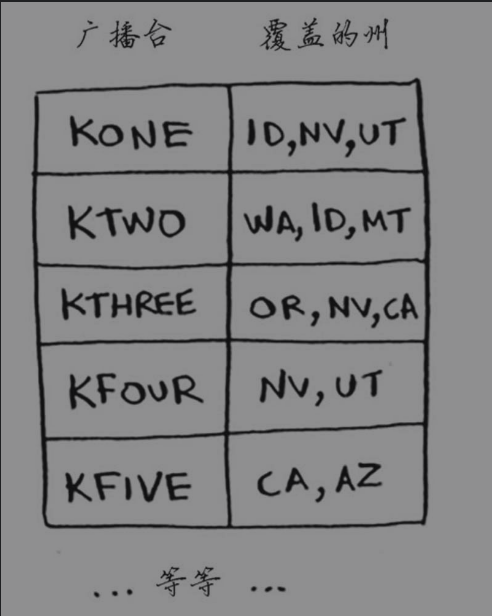 广播台 覆盖的州
KONE ID,NV,UT
KTWO WA,ID,MT
KTHREE OR,NV,CA
KFOUR NV,UT
KFIVE CA,AZ
... 等等 ...